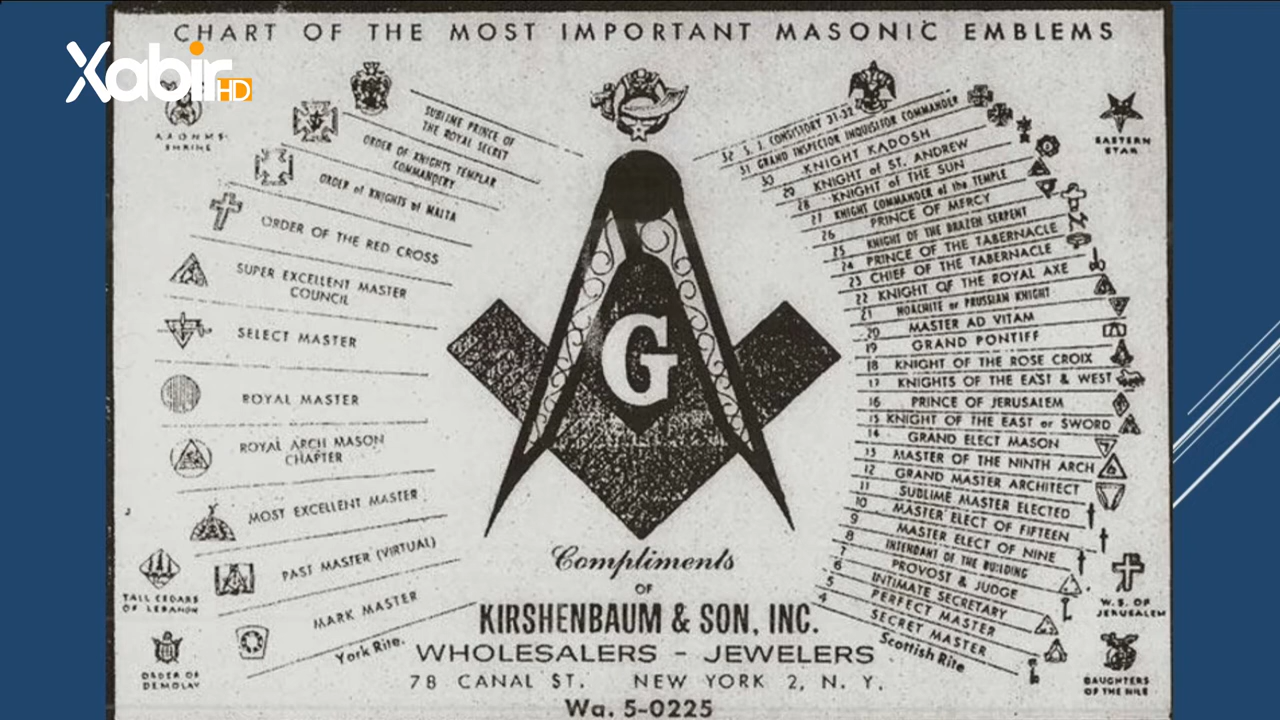 CHART OF THE MOST IMPORTANT MASONIC EMBLEMS
Xabir HD
SHRINE
SUBLIME PRINCE OF
THE ROYAL SECRET
ORDER OF KNIGHTS TEMPLAR
COMMANDERY
ORDER of KNIGHTS of MALTA
ORDER OF THE RED CROSS
SUPER EXCELLENT MASTER
COUNCIL
SELECT MASTER
ROYAL MASTER
ROYAL ARCH MASON
CHAPTER
MOST EXCELLENT MASTER
PAST MASTER (VIRTUAL)
MARK MASTER
York Rite.
TALL CEDARS
OF LEBANON
ORDER OF
DEMOLAY
G
Compliments
OF
KIRSHENBAUM & SON, INC.
WHOLESALERS - JEWELERS
78 CANAL ST. NEW YORK 2, N. Y.
Wa. 5-0225
32 S. J. CONSISTORY 31-32
31 GRAND INSPECTOR INQUISITOR COMMANDER
30 KNIGHT KADOSH
29 KNIGHT of ST. ANDREW
28 KNIGHT of THE SUN
27 KNIGHT COMMANDER of the TEMPLE
26 PRINCE OF MERCY
25 KNIGHT OF THE BRAZEN SERPENT
24 PRINCE OF THE TABERNACLE
23 CHIEF OF THE TABERNACLE
22 KNIGHT OF THE ROYAL AXE
21 NOACHITE or PRUSSIAN KNIGHT
20 MASTER AD VITAM
19 GRAND PONTIFF
18 KNIGHT OF THE ROSE CROIX
17 KNIGHTS OF THE EAST & WEST
16 PRINCE OF JERUSALEM
15 KNIGHT OF THE EAST or SWORD
14 GRAND ELECT MASON
13 MASTER OF THE NINTH ARCH
12 GRAND MASTER ARCHITECT
11 SUBLIME MASTER ELECTED
10 MASTER ELECT OF FIFTEEN
9 MASTER ELECT OF NINE
8 INTENDANT OF THE BUILDING
7 PROVOST & JUDGE
6 INTIMATE SECRETARY
5 PERFECT MASTER
4 SECRET MASTER
Scottish Rite
EASTERN
STAR
W. S. OF
JERUSALEM
DAUGHTERS
OF THE NILE